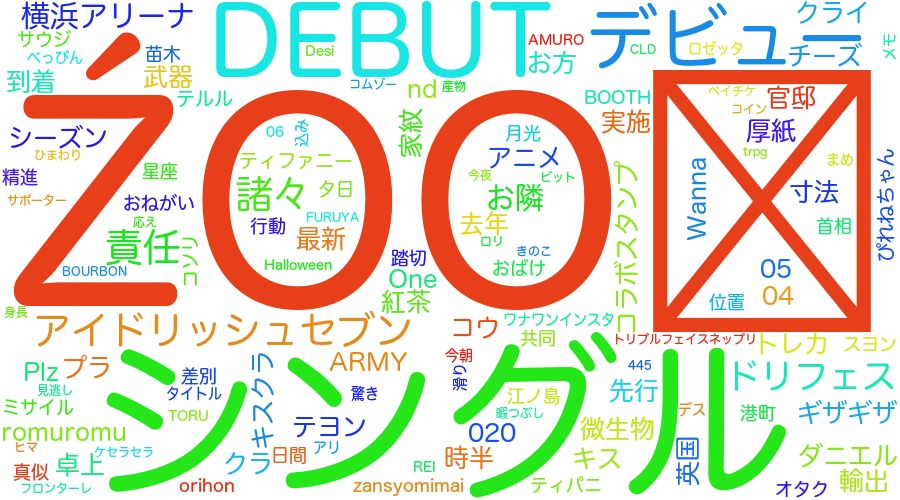 横浜アリーナ
DEBUT
デビュー
クライ
サウジ
べっぴん
苗木
武器
Desi
AMURO
お方
CLD
ロゼッタ
チーズ
メモ
到着
テルル
コムゾー
nd
産物
BOOTH
ペイチケ
コイン
官邸
ŹOOⓍ
シーズン
ひまわり
06
込み
家紋
月光
実施
厚紙
trpg
精進
星座
ティファニー
アニメ
まめ
サポーター
おねがい
諸々
夕日
今夜
ピット
お隣
コラボスタンプ
Wanna
寸法
ぴれねちゃん
応え
行動
FURUYA
去年
首相
責任
コソリ
最新
ロリ
きのこ
BOURBON
Halloween
踏切
おばけ
05
One
04
身長
紅茶
位置
アイドリッシュセブン
コウ
ワナワンインスタ
共同
トリプルフェイスネップリ
トレカ
スヨン
Plz
プラ
差別
キスクラ
ARMY
今朝
滑り
445
ドリフェス
見逃し
タイトル
驚き
江ノ島
先行
デス
ミサイル
TORU
シングル
暇つぶし
港町
ギザギザ
romuromu
テヨン
020
微生物
ヒマ
ケセラセラ
アリ
英国
真似
卓上
クラ
日間
REI
時半
キス
ダニエル
フロンターレ
orihon
zansyomimai
ティパニ
オタク
輸出